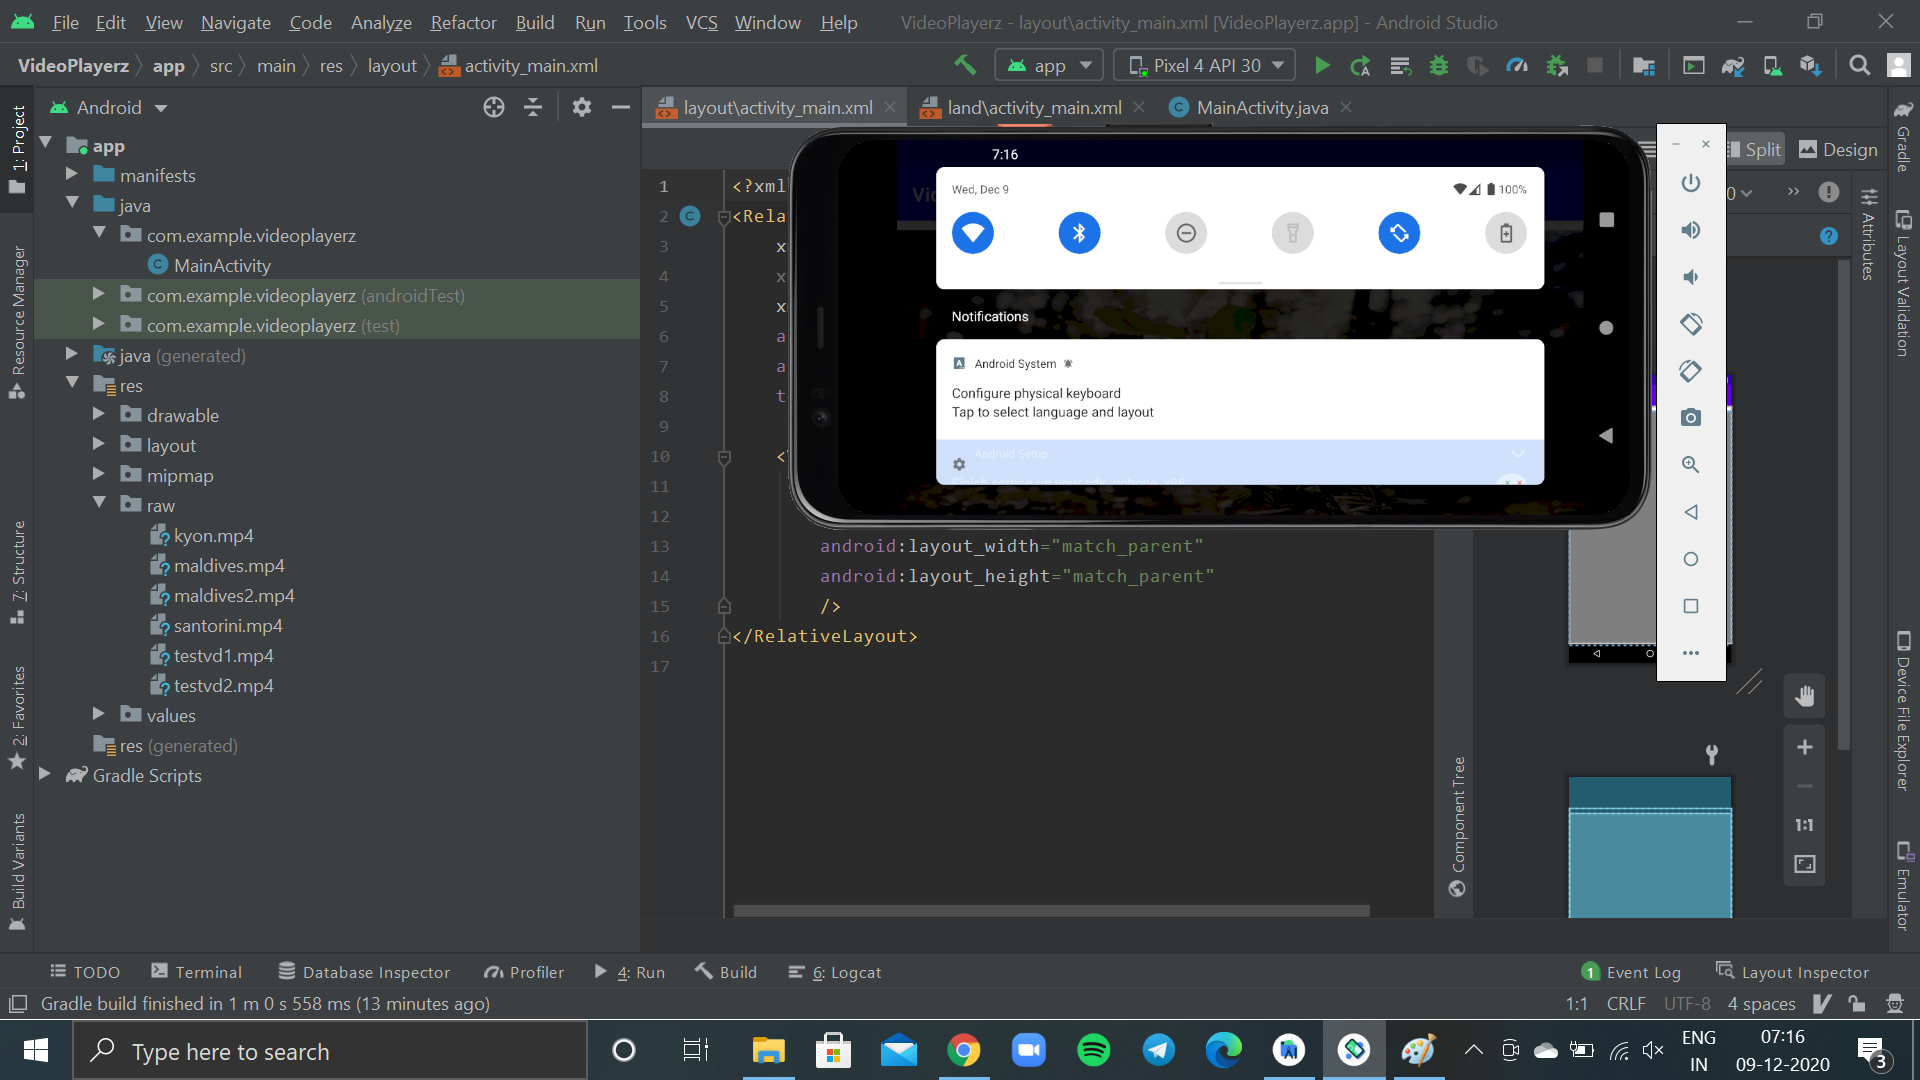 File Edit View Navigate Code Analyze Refactor Build Run Tools VCS Window Help VideoPlayerz - layout\activity_main.xml [VideoPlayerz.app] - Android Studio
VideoPlayerz app src main res layout activity_main.xml
app
Pixel 4 API 30
1: Project
Resource Manager
7: Structure
2: Favorites
Build Variants
Android
app
manifests
java
com.example.videoplayerz
MainActivity
com.example.videoplayerz (androidTest)
com.example.videoplayerz (test)
java (generated)
res
drawable
layout
mipmap
raw
kyon.mp4
maldives.mp4
maldives2.mp4
santorini.mp4
testvd1.mp4
testvd2.mp4
values
res (generated)
Gradle Scripts
layout\activity_main.xml
land\activity_main.xml
MainActivity.java
Split
Design
1 <?xml
2 <Rela
3 x
4 x
5 x
6 a
7 a
8 t
9
10 <
11
12
13 android:layout_width="match_parent"
14 android:layout_height="match_parent"
15 />
16 </RelativeLayout>
17
7:16
Wed, Dec 9
100%
Notifications
Android System
Configure physical keyboard
Tap to select language and layout
Android Setup
Component Tree
1:1
Gradle
Attributes
Layout Validation
Device File Explorer
Emulator
TODO Terminal Database Inspector Profiler 4: Run Build 6: Logcat
1 Event Log Layout Inspector
Gradle build finished in 1 m 0 s 558 ms (13 minutes ago)
1:1 CRLF UTF-8 4 spaces
Type here to search
ENG
IN
07:16
09-12-2020
3